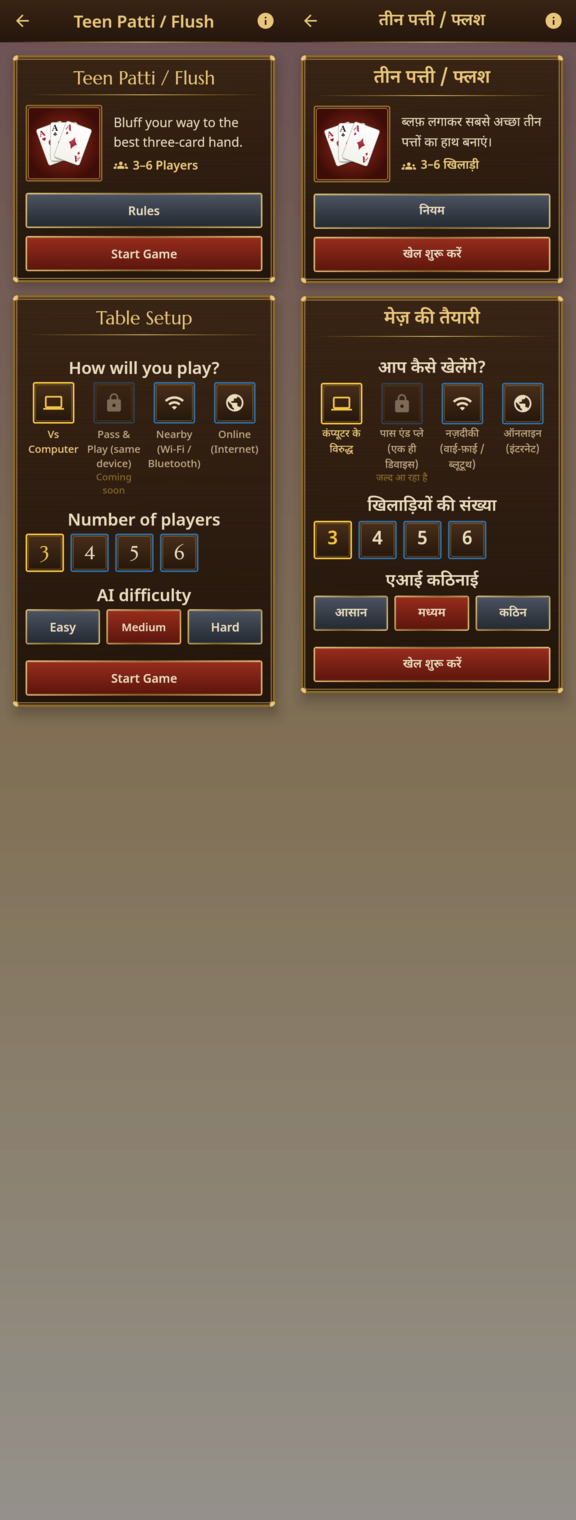 Teen Patti / Flush
Teen Patti / Flush
Bluff your way to the
best three-card hand.
3–6 Players
Rules
Start Game
Table Setup
How will you play?
Vs
Computer
Pass &
Play (same
device)
Coming
soon
Nearby
(Wi-Fi /
Bluetooth)
Online
(Internet)
Number of players
3 4 5 6
AI difficulty
Easy Medium Hard
Start Game
तीन पत्ती / फ्लश
तीन पत्ती / फ्लश
ब्लफ़ लगाकर सबसे अच्छा तीन
पत्तों का हाथ बनाएं।
3–6 खिलाड़ी
नियम
खेल शुरू करें
मेज़ की तैयारी
आप कैसे खेलेंगे?
कंप्यूटर के
विरुद्ध
पास एंड प्ले
(एक ही
डिवाइस)
जल्द आ रहा है
नज़दीकी
(वाई-फ़ाई /
ब्लूटूथ)
ऑनलाइन
(इंटरनेट)
खिलाड़ियों की संख्या
3 4 5 6
एआई कठिनाई
आसान मध्यम कठिन
खेल शुरू करें